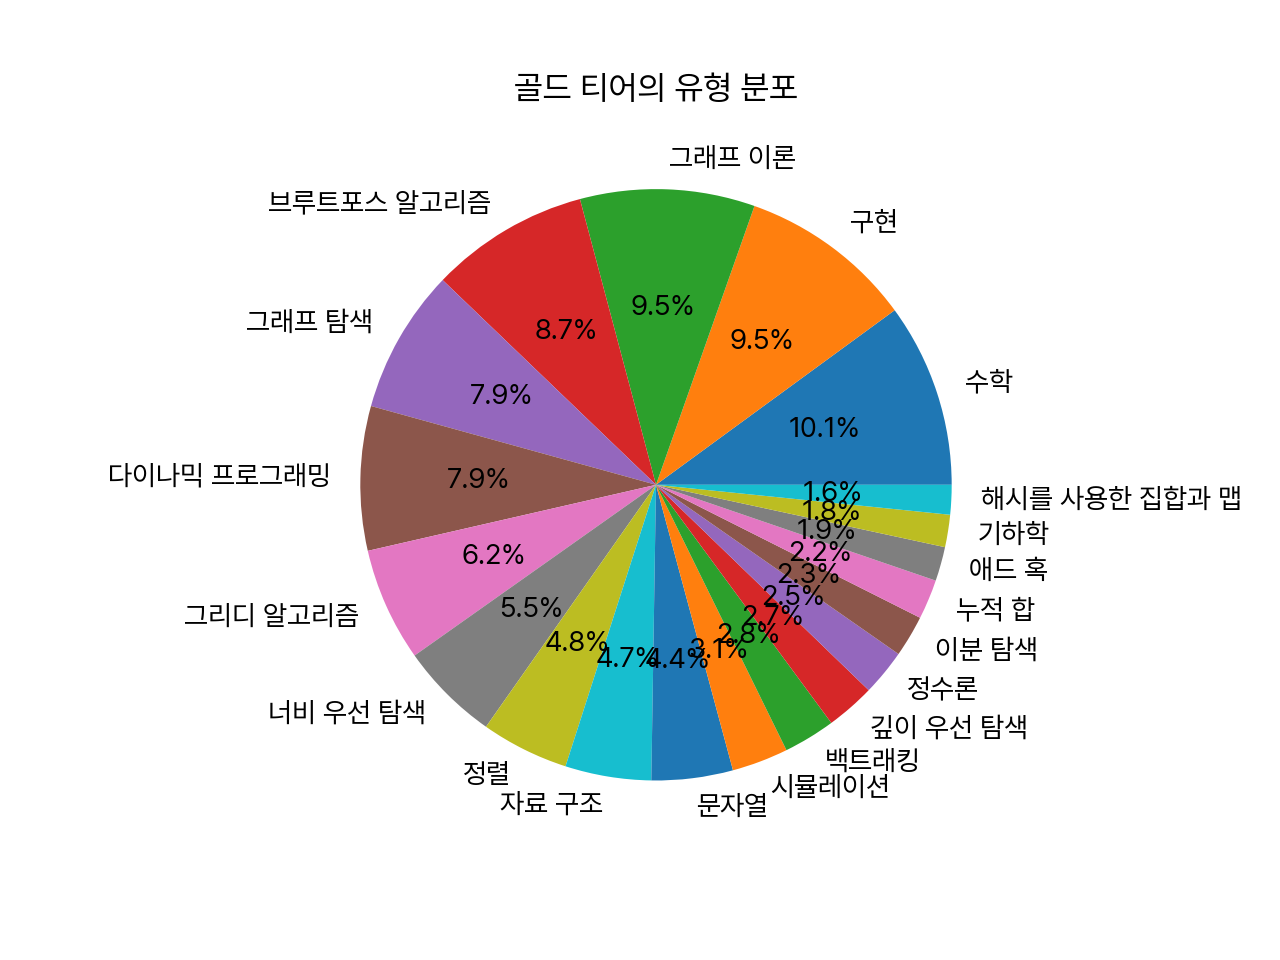 골드 티어의 유형 분포
그래프 이론
브루트포스 알고리즘
구현
그래프 탐색
수학
다이나믹 프로그래밍
해시를 사용한 집합과 맵
기하학
애드 혹
누적 합
그리디 알고리즘
이분 탐색
정수론
너비 우선 탐색
깊이 우선 탐색
백트래킹
정렬
시뮬레이션
자료 구조
문자열
9.5%
8.7%
9.5%
7.9%
10.1%
7.9%
1.6%
1.8%
1.9%
2.2%
6.2%
2.3%
2.5%
5.5%
2.7%
2.8%
4.8%
3.1%
4.7%
4.4%